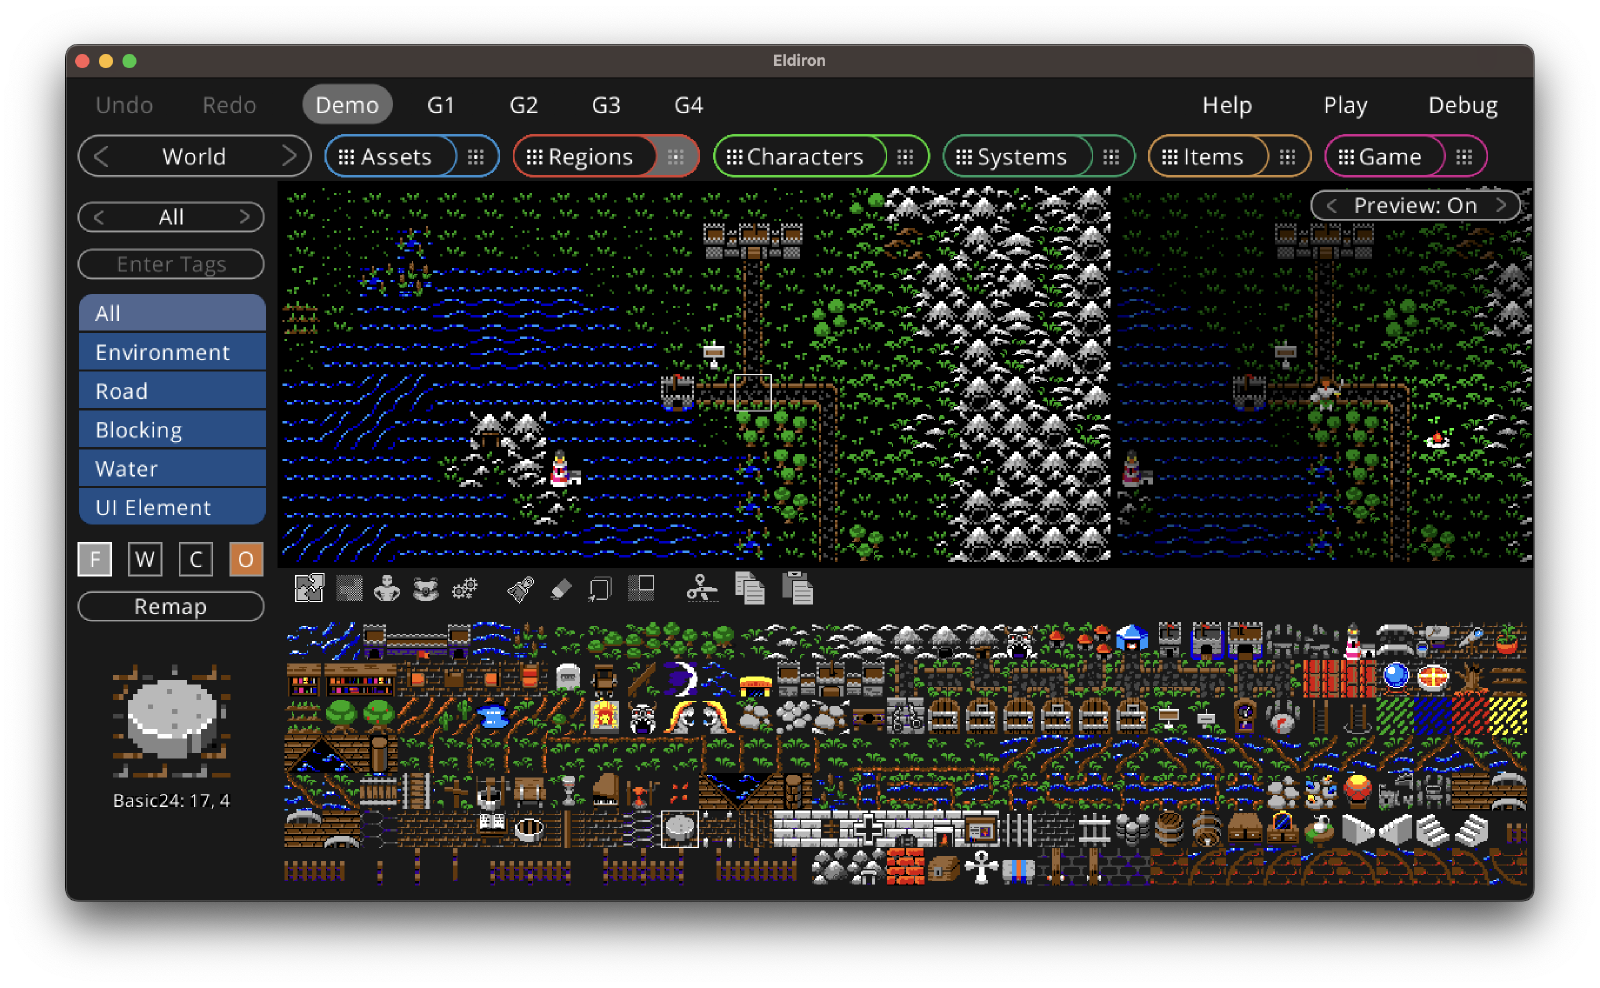 Eldiron
Undo Redo Demo G1 G2 G3 G4 Help Play Debug
< World > Assets Regions Characters Systems Items Game
< All > < Preview: On >
Enter Tags
All
Environment
Road
Blocking
Water
UI Element
F W C O
Remap
Basic24: 17, 4